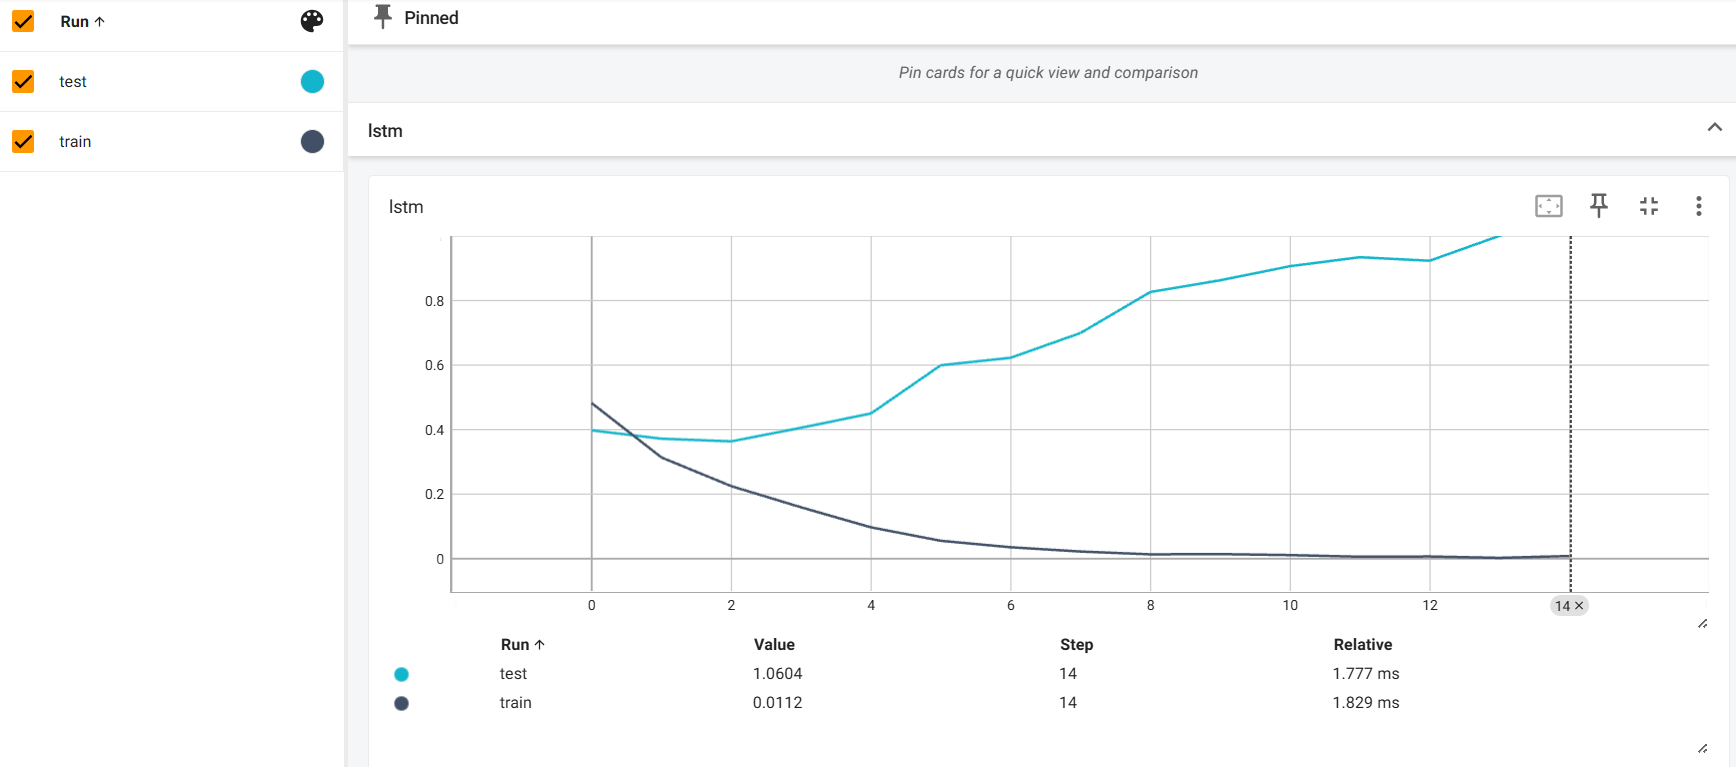 Run ↑
test
train
Pinned
Pin cards for a quick view and comparison
lstm
lstm
0.8
0.6
0.4
0.2
0
0 2 4 6 8 10 12 14 ×
Run ↑ Value Step Relative
test 1.0604 14 1.777 ms
train 0.0112 14 1.829 ms